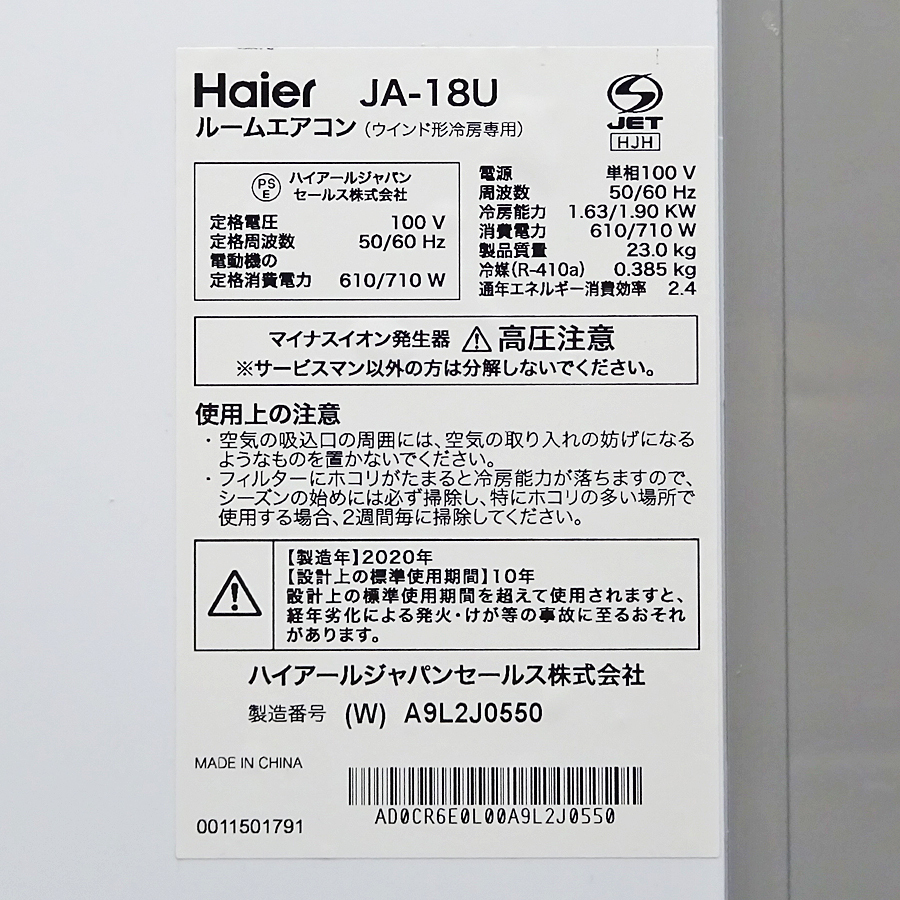 Haier JA-18U
ルームエアコン（ウインド形冷房専用）
JET
HJH
PS
E
ハイアールジャパン
セールス株式会社
定格電圧 100 V
定格周波数 50/60 Hz
電動機の
定格消費電力 610/710 W
電源 単相100 V
周波数 50/60 Hz
冷房能力 1.63/1.90 KW
消費電力 610/710 W
製品質量 23.0 kg
冷媒（R-410a） 0.385 kg
通年エネルギー消費効率 2.4
マイナスイオン発生器 ⚠ 高圧注意
※サービスマン以外の方は分解しないでください。
使用上の注意
・空気の吸込口の周囲には、空気の取り入れの妨げになる
ようなものを置かないでください。
・フィルターにホコリがたまると冷房能力が落ちますので、
シーズンの始めには必ず掃除し、特にホコリの多い場所で
使用する場合、2週間毎に掃除してください。
【製造年】2020年
【設計上の標準使用期間】10年
設計上の標準使用期間を超えて使用されますと、
経年劣化による発火・けが等の事故に至るおそれ
があります。
ハイアールジャパンセールス株式会社
製造番号 (W) A9L2J0550
MADE IN CHINA
AD0CR6E0L00A9L2J0550
0011501791